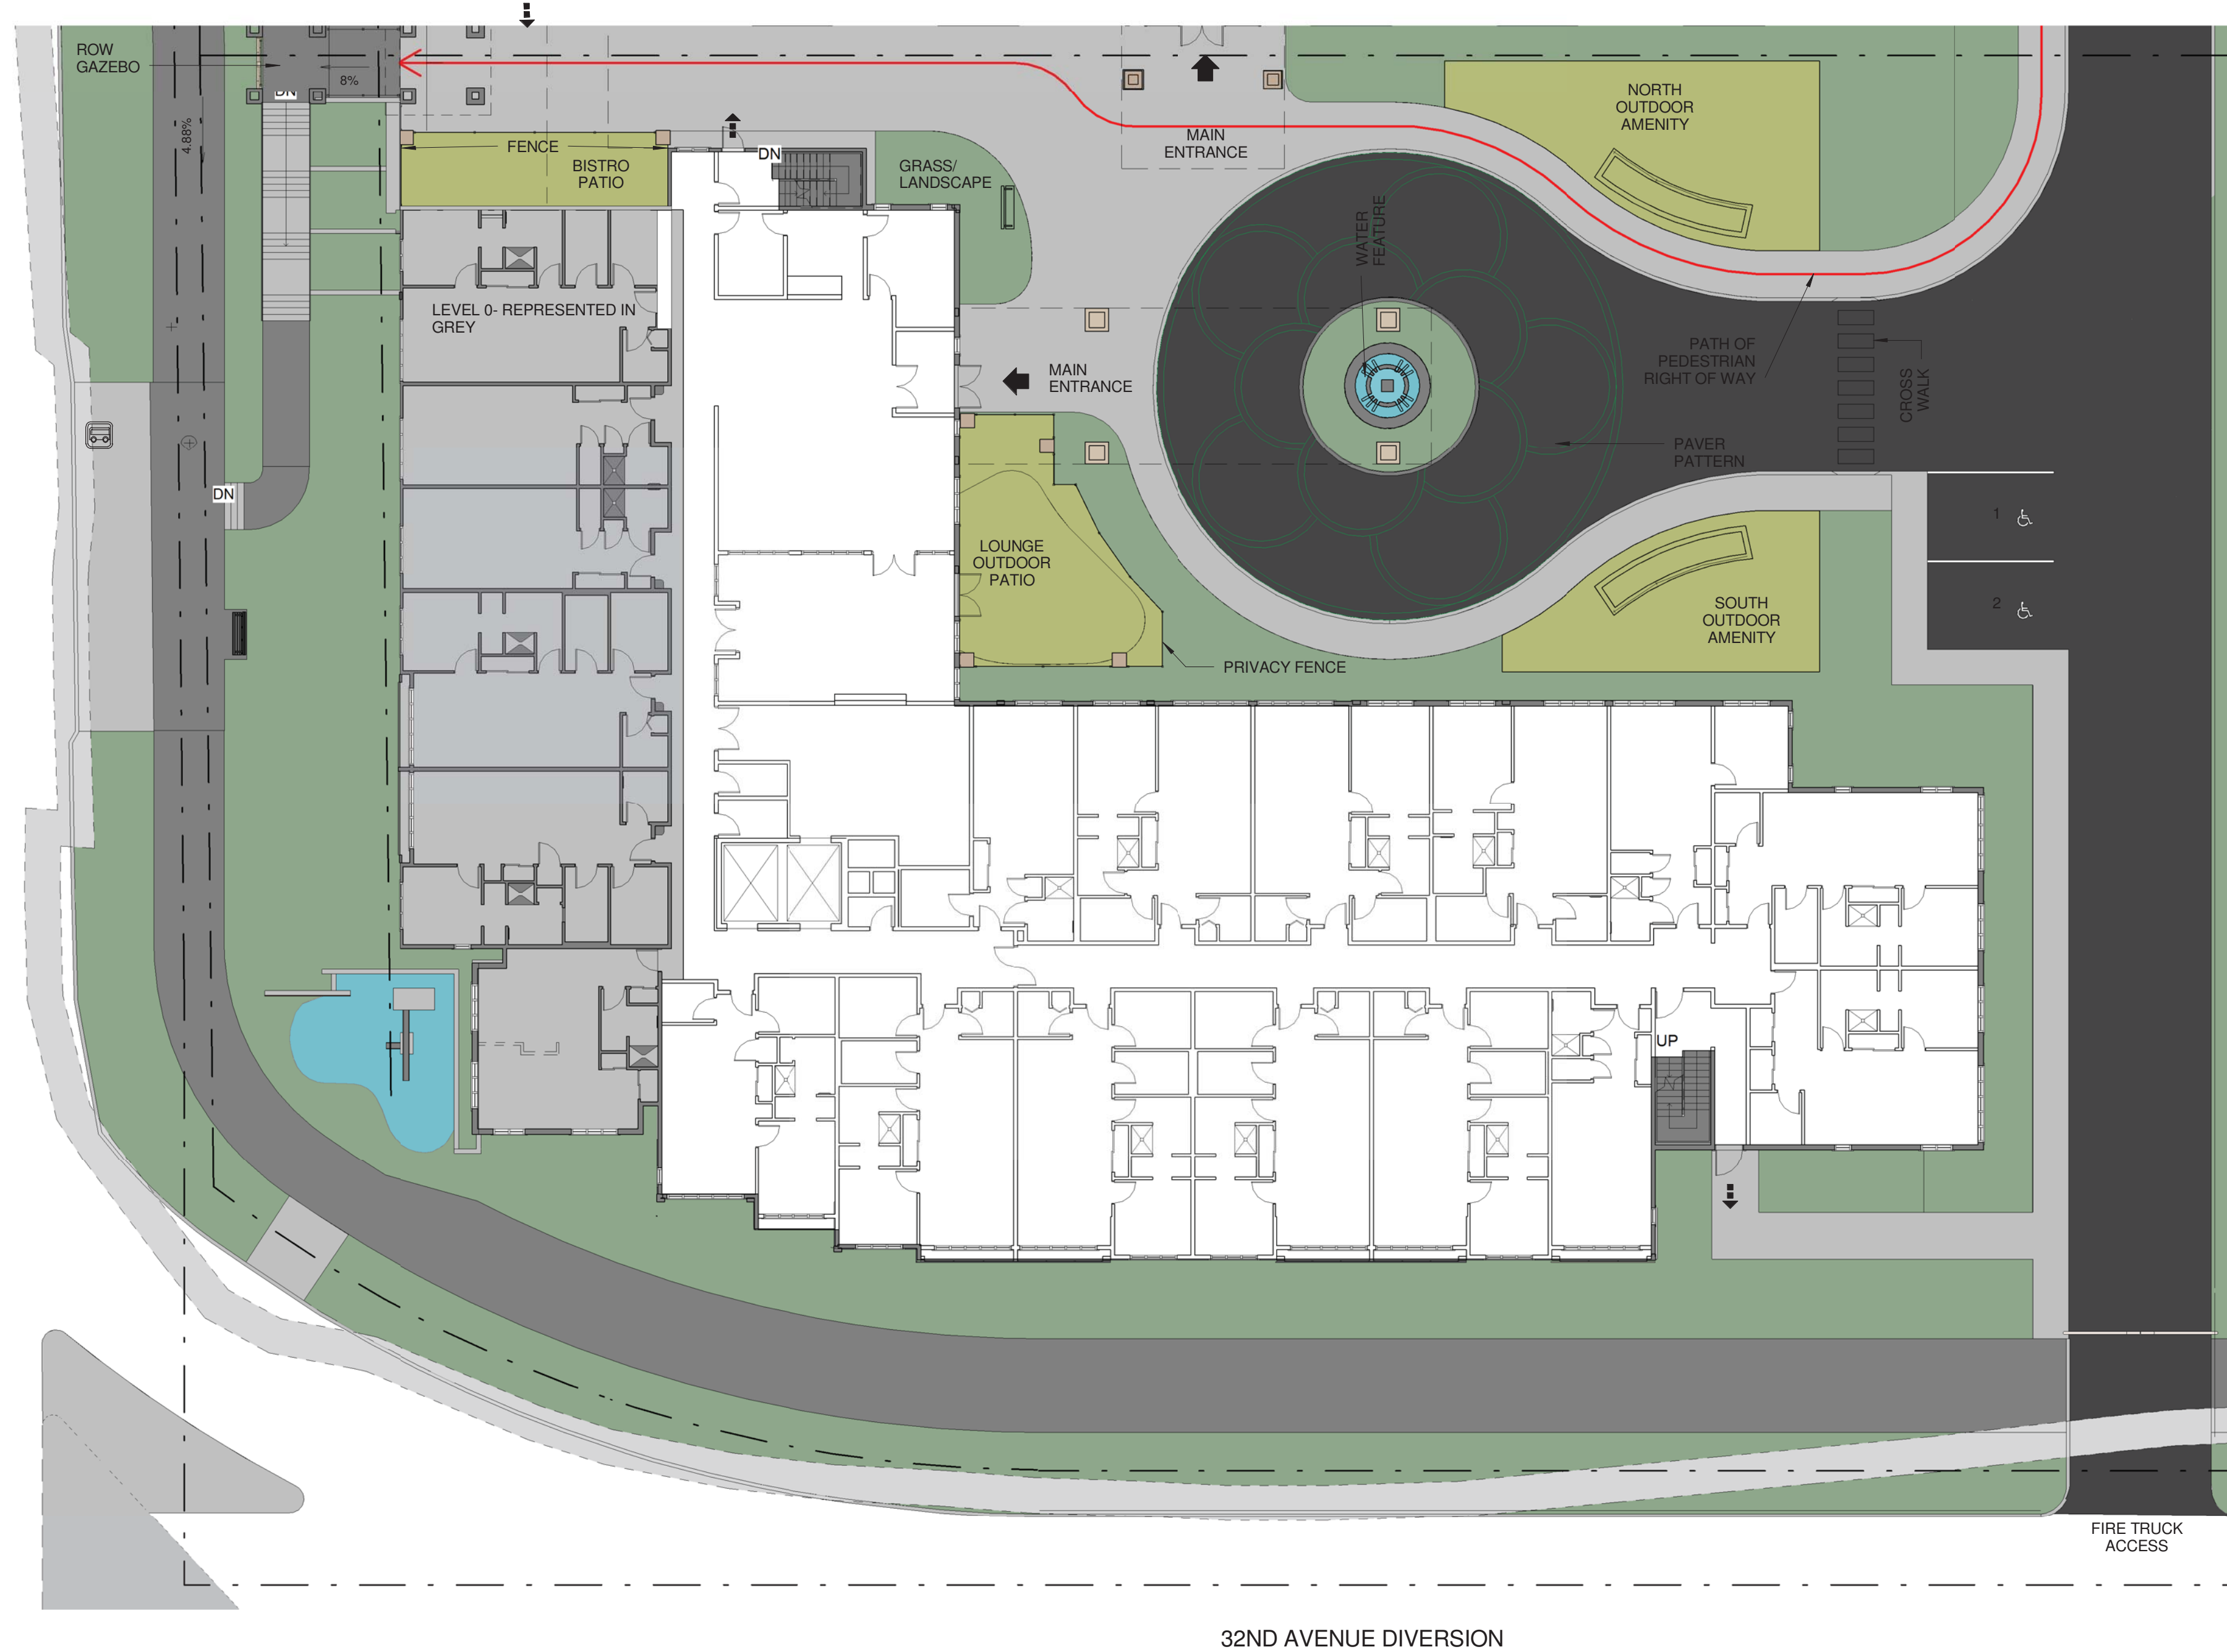 ROW
GAZEBO
8%
DN
4.88%
FENCE
BISTRO
PATIO
DN
GRASS/
LANDSCAPE
MAIN
ENTRANCE
NORTH
OUTDOOR
AMENITY
WATER
FEATURE
LEVEL 0- REPRESENTED IN
GREY
MAIN
ENTRANCE
PATH OF
PEDESTRIAN
RIGHT OF WAY
CROSS
WALK
PAVER
PATTERN
DN
1
LOUNGE
OUTDOOR
PATIO
2
SOUTH
OUTDOOR
AMENITY
PRIVACY FENCE
UP
FIRE TRUCK
ACCESS
32ND AVENUE DIVERSION